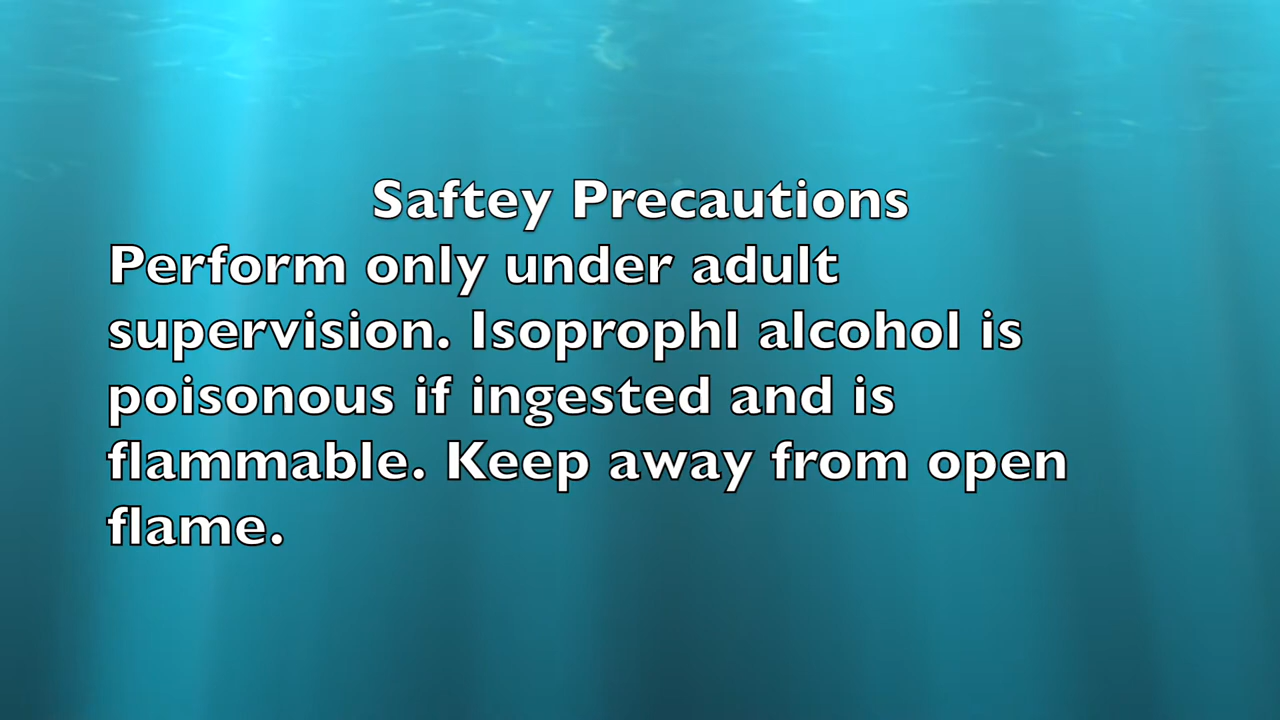 Saftey Precautions
Perform only under adult
supervision. Isoprophl alcohol is
poisonous if ingested and is
flammable. Keep away from open
flame.